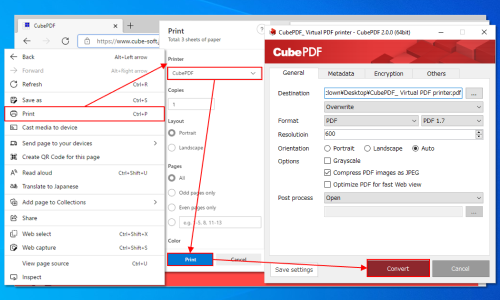 CubePDF
https://www.cube-soft.
Back Alt+Left arrow
Forward Alt+Right arrow
Refresh Ctrl+R
Save as Ctrl+S
Print Ctrl+P
Cast media to device
Send page to your devices
Create QR Code for this page
Read aloud Ctrl+Shift+U
Translate to Japanese
Add page to Collections
Share
Web select Ctrl+Shift+X
Web capture Ctrl+Shift+S
View page source Ctrl+U
Inspect
Print
Total: 3 sheets of paper
?
Printer
CubePDF
Copies
1
Layout
Portrait
Landscape
Pages
All
Odd pages only
Even pages only
e.g. 1-5, 8, 11-13
Color
Print Cancel
CubePDF_ Virtual PDF printer - CubePDF 2.0.0 (64bit)
CubePDF
General Metadata Encryption Others
Destination :down¥Desktop¥CubePDF_ Virtual PDF printer.pdf ...
Overwrite
Format PDF PDF 1.7
Resolution 600
Orientation Portrait Landscape Auto
Options Grayscale
Compress PDF images as JPEG
Optimize PDF for fast Web view
Post process Open
...
Save settings Convert Cancel